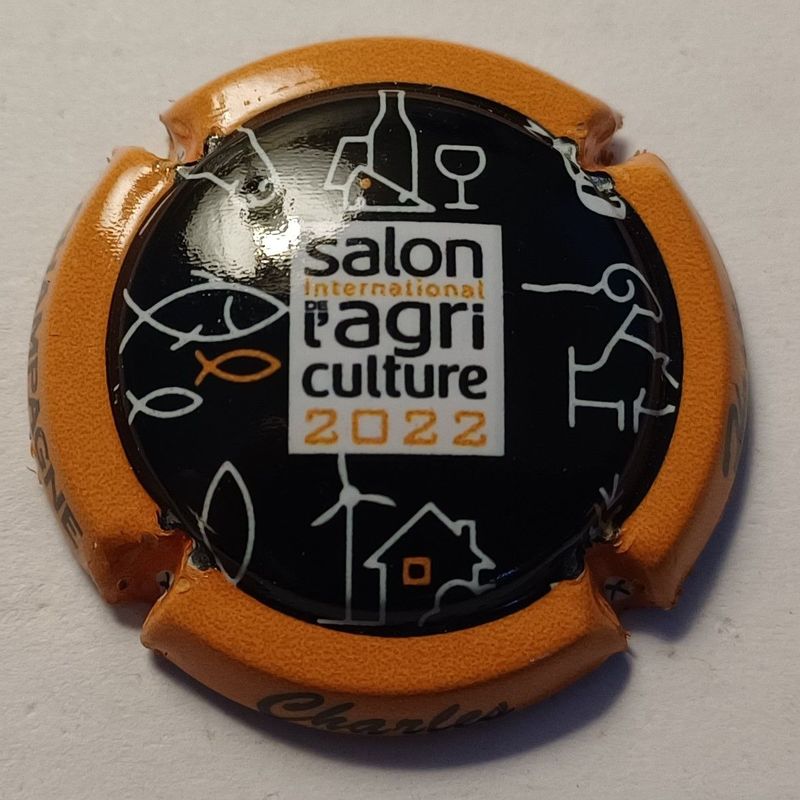 salon
international
DE
l'agri
culture
2022
Charles